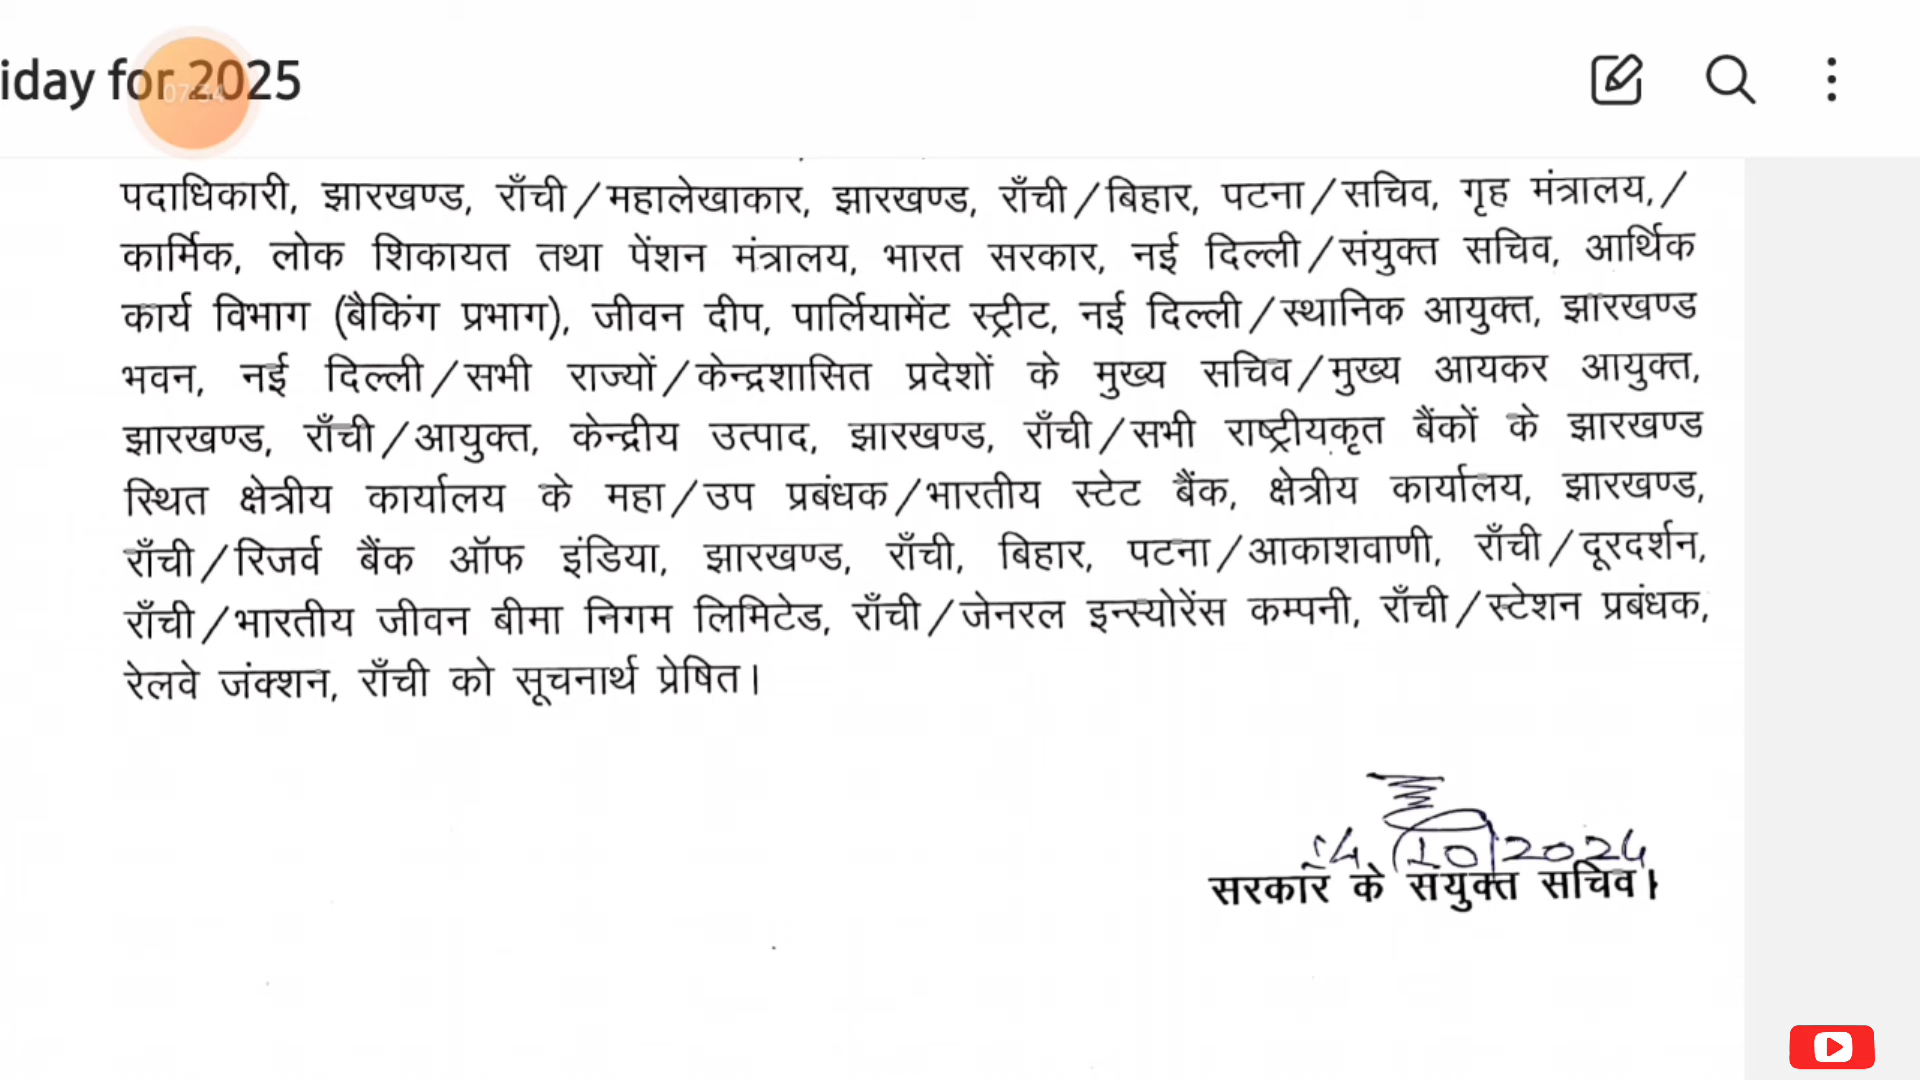 iday for 2025
07:34
पदाधिकारी, झारखण्ड, राँची/महालेखाकार, झारखण्ड, राँची/बिहार, पटना/सचिव, गृह मंत्रालय,/
कार्मिक, लोक शिकायत तथा पेंशन मंत्रालय, भारत सरकार, नई दिल्ली/संयुक्त सचिव, आर्थिक
कार्य विभाग (बैकिंग प्रभाग), जीवन दीप, पार्लियामेंट स्ट्रीट, नई दिल्ली/स्थानिक आयुक्त, झारखण्ड
भवन, नई दिल्ली/सभी राज्यों/केन्द्रशासित प्रदेशों के मुख्य सचिव/मुख्य आयकर आयुक्त,
झारखण्ड, राँची/आयुक्त, केन्द्रीय उत्पाद, झारखण्ड, राँची/सभी राष्ट्रीयकृत बैंकों के झारखण्ड
स्थित क्षेत्रीय कार्यालय के महा/उप प्रबंधक/भारतीय स्टेट बैंक, क्षेत्रीय कार्यालय, झारखण्ड,
राँची/रिजर्व बैंक ऑफ इंडिया, झारखण्ड, राँची, बिहार, पटना/आकाशवाणी, राँची/दूरदर्शन,
राँची/भारतीय जीवन बीमा निगम लिमिटेड, राँची/जेनरल इन्स्योरेंस कम्पनी, राँची/स्टेशन प्रबंधक,
रेलवे जंक्शन, राँची को सूचनार्थ प्रेषित।
10 2024
सरकार के संयुक्त सचिव।